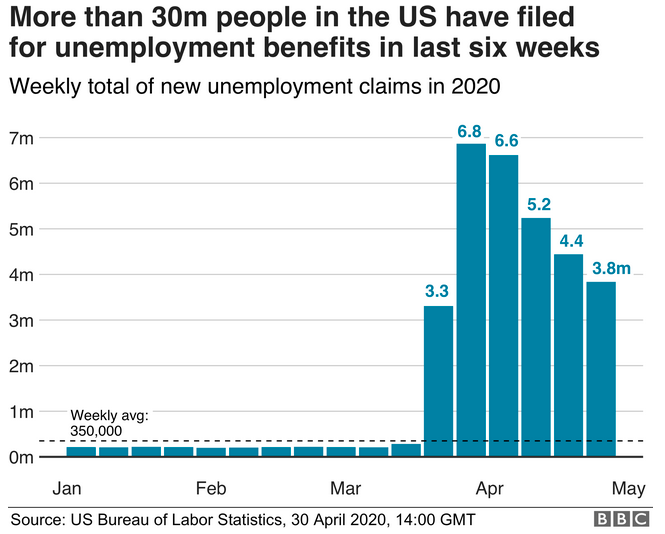 More than 30m people in the US have filed
for unemployment benefits in last six weeks
Weekly total of new unemployment claims in 2020
7m
6m
5m
4m
3m
2m
1m
0m
3.3
6.8
6.6
5.2
4.4
3.8m
Weekly avg:
350,000
Jan Feb Mar Apr May
Source: US Bureau of Labor Statistics, 30 April 2020, 14:00 GMT
BBC